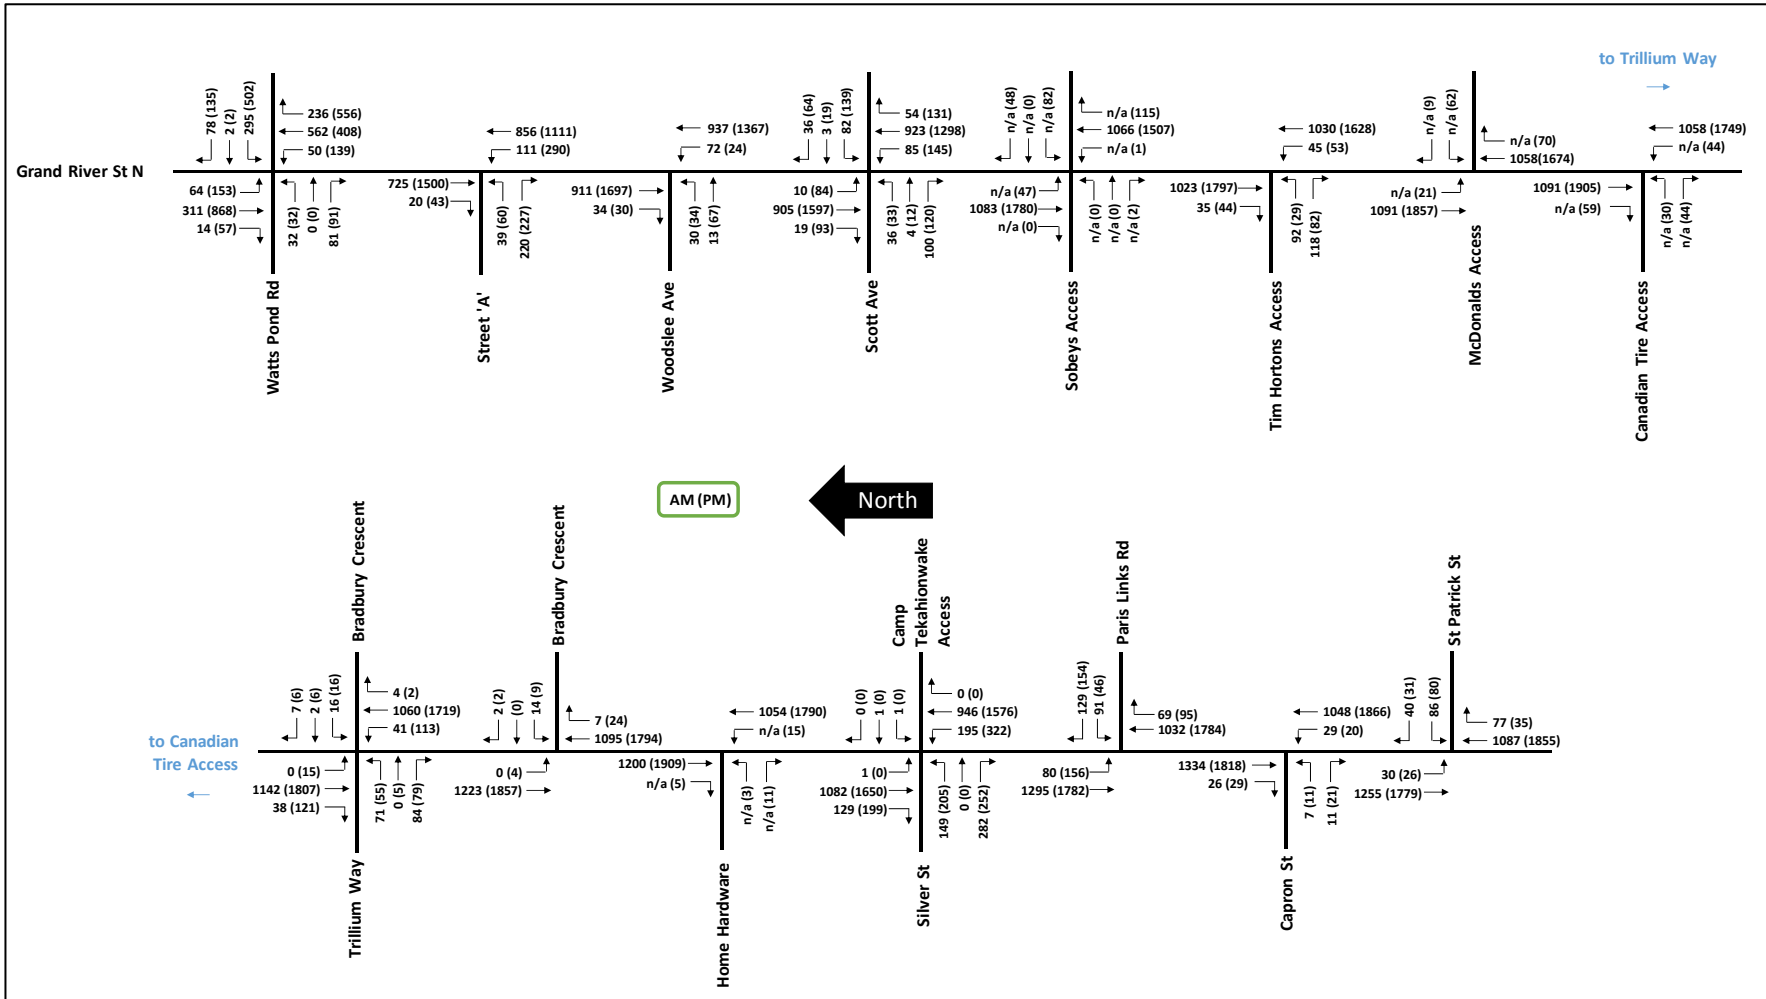 to Trillium Way
Grand River St N
78 (135)
2 (2)
295 (502)
236 (556)
562 (408)
50 (139)
64 (153)
311 (868)
14 (57)
32 (32)
0 (0)
81 (91)
Watts Pond Rd
856 (1111)
111 (290)
725 (1500)
20 (43)
39 (60)
220 (227)
Street 'A'
937 (1367)
72 (24)
911 (1697)
34 (30)
30 (34)
13 (67)
Woodslee Ave
36 (64)
3 (19)
82 (139)
54 (131)
923 (1298)
85 (145)
10 (84)
905 (1597)
19 (93)
36 (33)
4 (12)
100 (120)
Scott Ave
n/a (48)
n/a (0)
n/a (82)
n/a (115)
1066 (1507)
n/a (1)
n/a (47)
1083 (1780)
n/a (0)
n/a (0)
n/a (0)
n/a (2)
Sobeys Access
1030 (1628)
45 (53)
1023 (1797)
35 (44)
92 (29)
118 (82)
Tim Hortons Access
n/a (9)
n/a (62)
n/a (70)
1058(1674)
n/a (21)
1091 (1857)
McDonalds Access
1058 (1749)
n/a (44)
1091 (1905)
n/a (59)
n/a (30)
n/a (44)
Canadian Tire Access
AM (PM)
North
to Canadian
Tire Access
Bradbury Crescent
7 (6)
2 (6)
16 (16)
4 (2)
1060 (1719)
41 (113)
0 (15)
1142 (1807)
38 (121)
71 (55)
0 (5)
84 (79)
Trillium Way
Bradbury Crescent
2 (2)
(0)
14 (9)
7 (24)
1095 (1794)
0 (4)
1223 (1857)
1054 (1790)
n/a (15)
1200 (1909)
n/a (5)
n/a (3)
n/a (11)
Home Hardware
Camp
Tekahionwake
Access
0 (0)
1 (0)
1 (0)
0 (0)
946 (1576)
195 (322)
1 (0)
1082 (1650)
129 (199)
149 (205)
0 (0)
282 (252)
Silver St
Paris Links Rd
129 (154)
91 (46)
69 (95)
1032 (1784)
80 (156)
1295 (1782)
1048 (1866)
29 (20)
1334 (1818)
26 (29)
7 (11)
11 (21)
Capron St
St Patrick St
40 (31)
86 (80)
77 (35)
1087 (1855)
30 (26)
1255 (1779)